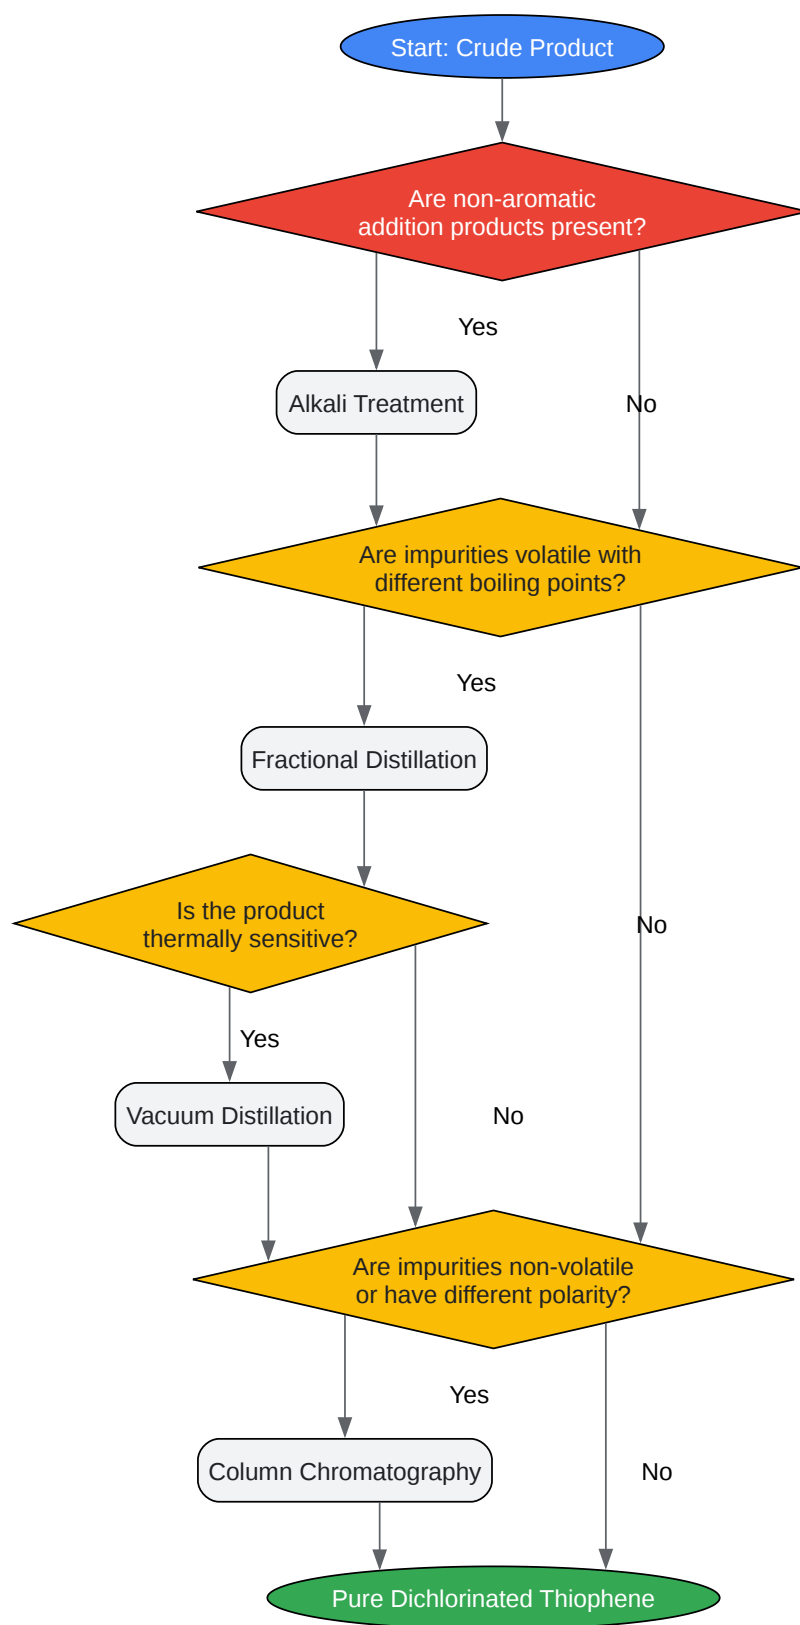 Start: Crude Product
Are non-aromatic
addition products present?
Yes
Alkali Treatment
No
Are impurities volatile with
different boiling points?
Yes
Fractional Distillation
Is the product
thermally sensitive?
No
Yes
Vacuum Distillation
No
Are impurities non-volatile
or have different polarity?
Yes
Column Chromatography
No
Pure Dichlorinated Thiophene